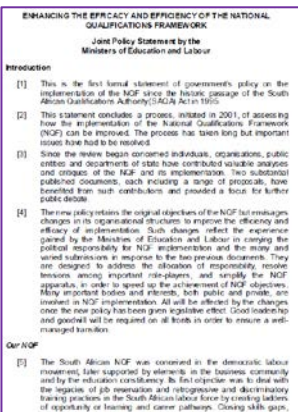 ENHANCING THE EFFICACY AND EFFICIENCY OF THE NATIONAL
QUALIFICATIONS FRAMEWORK
Joint Policy Statement by the
Ministers of Education and Labour
Introduction
[1] This is the first formal statement of government's policy on the
implementation of the NQF since the historic passage of the South
African Qualifications Authority (SAQA) Act in 1995.
[2] This statement concludes a process, initiated in 2001, of assessing
how the implementation of the National Qualifications Framework
(NQF) can be improved. The process has taken long but important
issues have had to be resolved.
[3] Since the review began concerned individuals, organisations, public
entities and departments of state have contributed valuable analyses
and critiques of the NQF and its implementation. Two substantial
published documents, each including a range of proposals, have
benefited from such contributions and provided a focus for further
public debate.
[4] The new policy retains the original objectives of the NQF but envisages
changes in its organisational structures to improve the efficiency and
efficacy of implementation. Such changes reflect the experience
gained by the Ministries of Education and Labour in carrying the
political responsibility for NQF implementation and the many and
varied submissions in response to the two previous documents. They
are designed to address the allocation of responsibility, resolve
tensions among important role-players, and simplify the NQF
apparatus, in order to speed up the achievement of NQF objectives.
Many important bodies and interests, both public and private, are
involved in NQF implementation. All will be affected by the changes
once the new policy has been given legislative effect. Good leadership
and goodwill will be required on all fronts in order to ensure a well-
managed transition.
Our NQF
[5] The South African NQF was conceived in the democratic labour
movement, later supported by elements in the business community
and by the education constituency. Its first objective was to deal with
the legacies of job reservation and retrogressive and discriminatory
training practices in the South African labour force by creating ladders
of opportunity or learning and career pathways. Closing skills gaps,